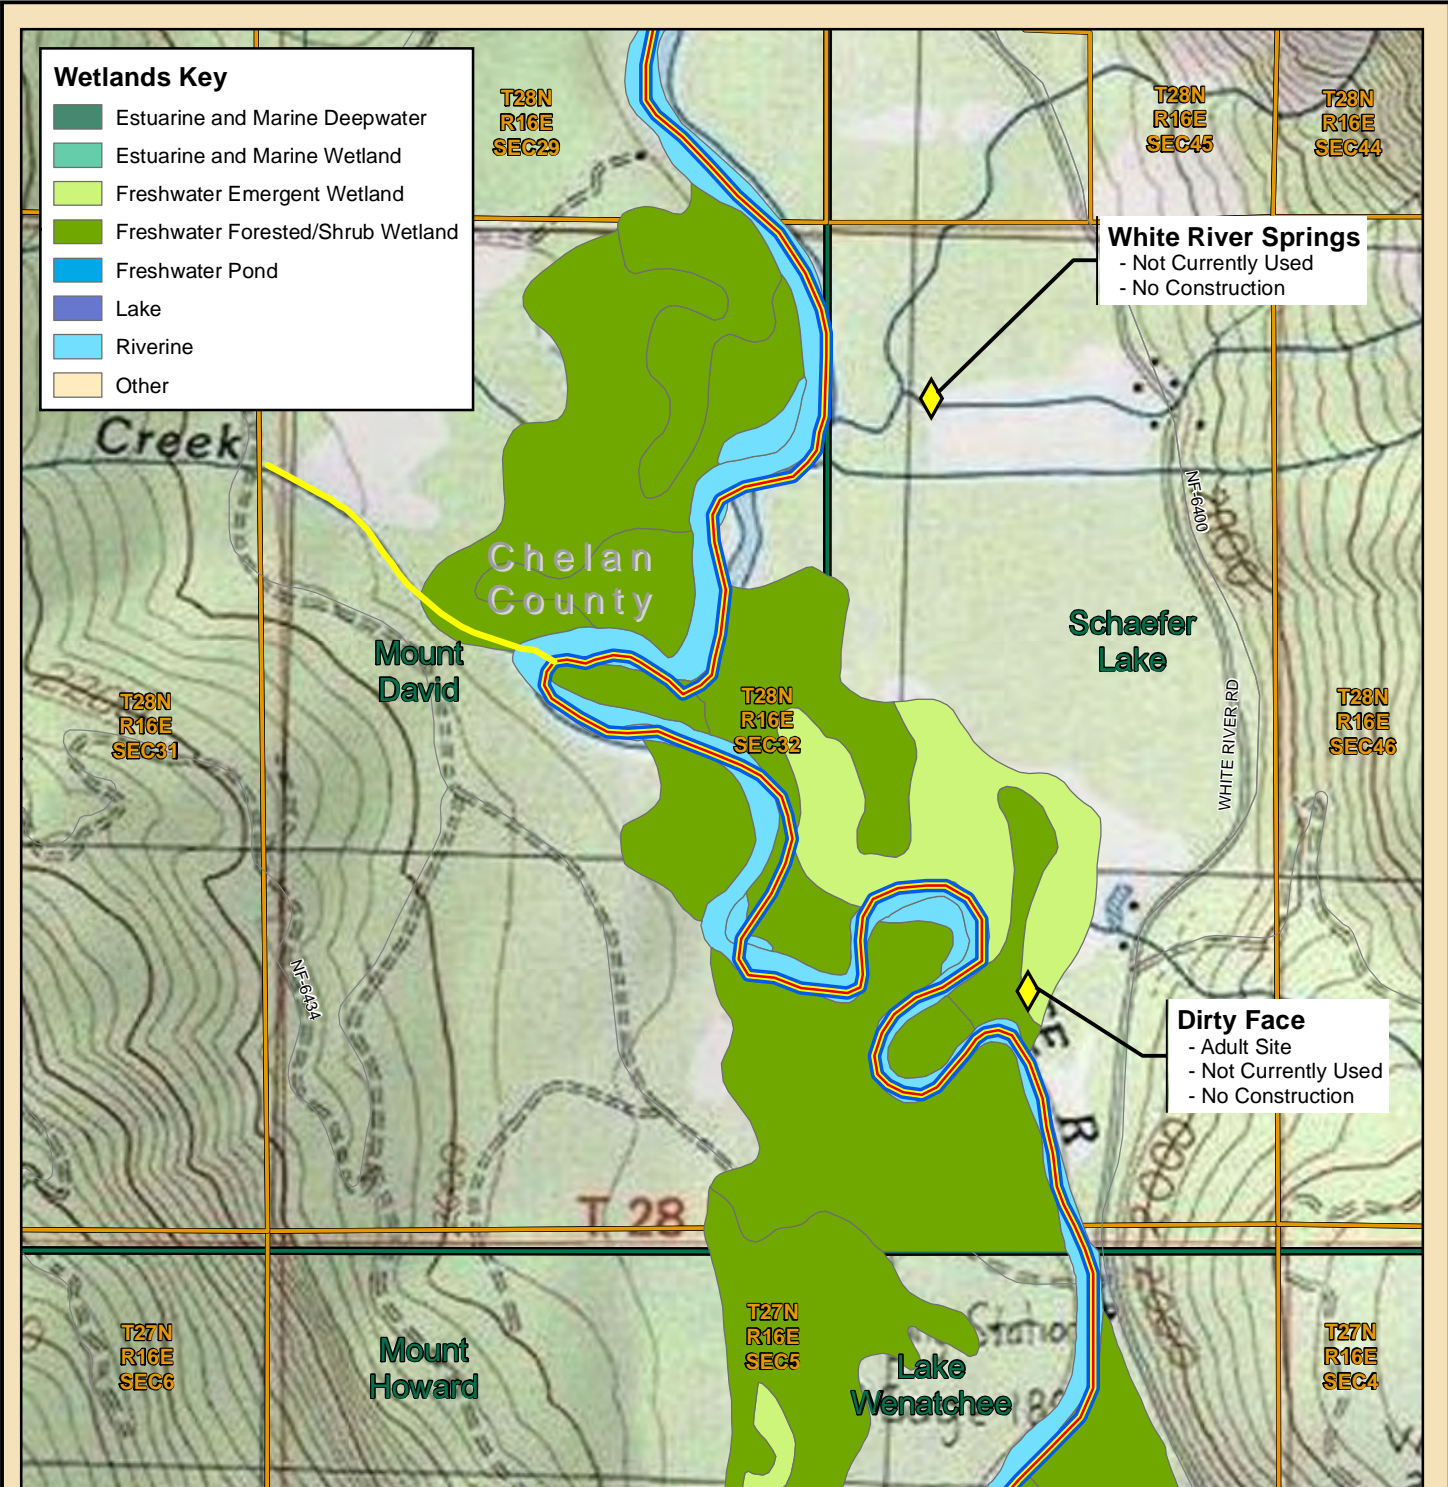 Wetlands Key
Estuarine and Marine Deepwater
Estuarine and Marine Wetland
Freshwater Emergent Wetland
Freshwater Forested/Shrub Wetland
Freshwater Pond
Lake
Riverine
Other
T28N
R16E
SEC29
T28N
R16E
SEC45
T28N
R16E
SEC44
White River Springs
- Not Currently Used
- No Construction
Creek
NF-6400
Chelan
County
Mount
David
Schaefer
Lake
T28N
R16E
SEC31
T28N
R16E
SEC32
T28N
R16E
SEC46
WHITE RIVER RD
NF-6434
Dirty Face
- Adult Site
- Not Currently Used
- No Construction
E
R
T 28
T27N
R16E
SEC6
Mount
Howard
T27N
R16E
SEC5
Lake
Wenatchee
T27N
R16E
SEC4